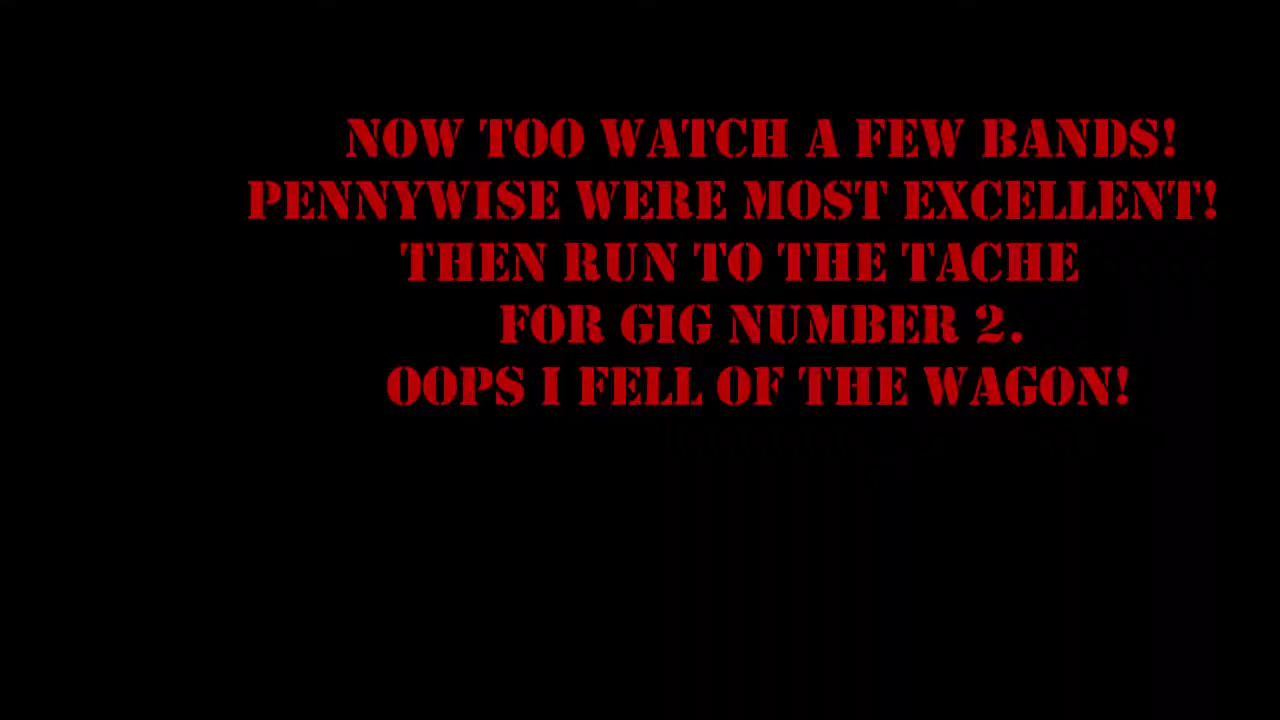 NOW TOO WATCH A FEW BANDS!
PENNYWISE WERE MOST EXCELLENT!
THEN RUN TO THE TACHE
FOR GIG NUMBER 2.
OOPS I FELL OF THE WAGON!